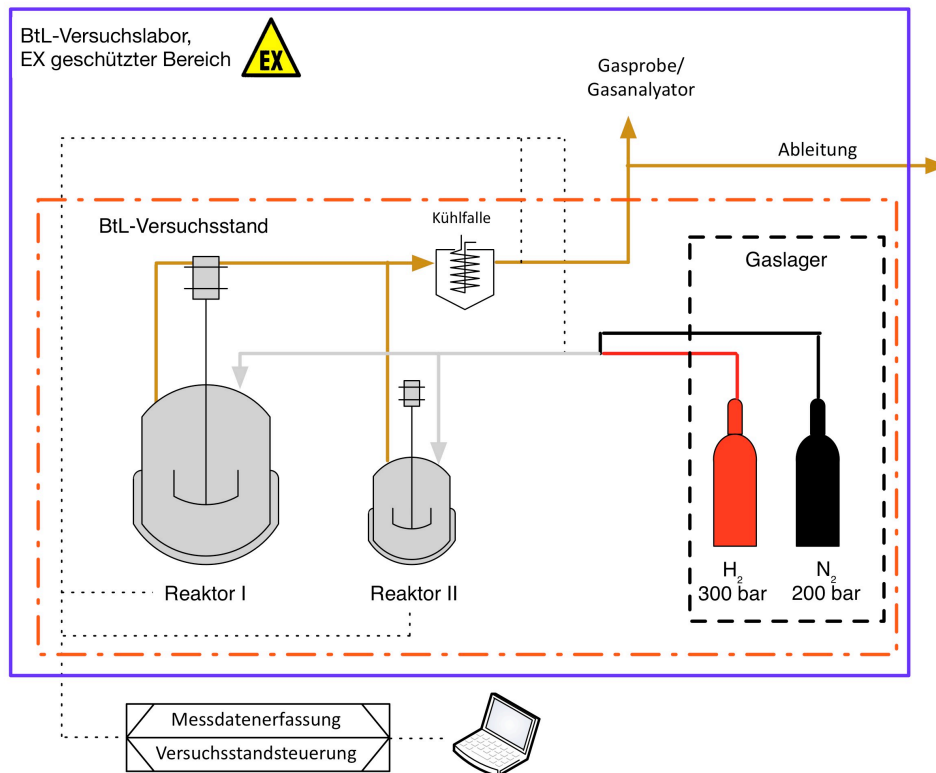 BtL-Versuchslabor,
EX geschützter Bereich
EX
Gasprobe/
Gasanalyator
Ableitung
BtL-Versuchsstand
Kühlfalle
Gaslager
Reaktor I
Reaktor II
H₂
300 bar
N₂
200 bar
Messdatenerfassung
Versuchsstandsteuerung